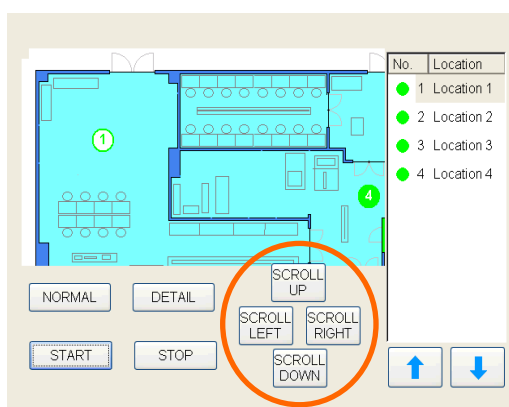 No. Location
1 Location 1
2 Location 2
3 Location 3
4 Location 4
1
4
NORMAL
DETAIL
START
STOP
SCROLL
UP
SCROLL
LEFT
SCROLL
RIGHT
SCROLL
DOWN